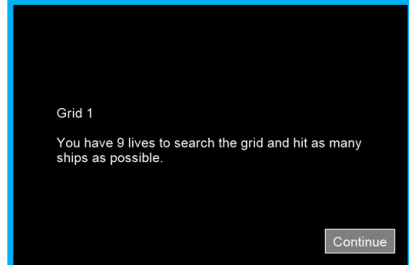 Grid 1
You have 9 lives to search the grid and hit as many
ships as possible.
Continue